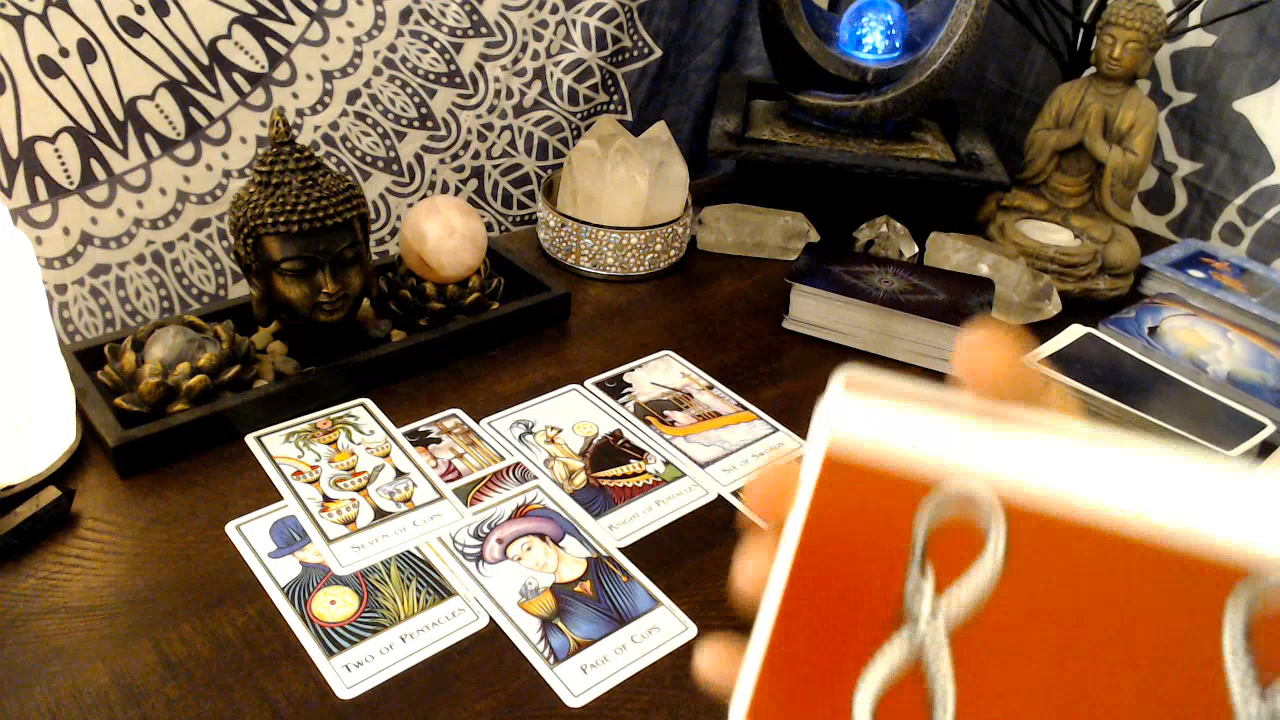 SIX OF SWORDS
KNIGHT OF PENTACLES
SEVEN OF CUPS
PAGE OF CUPS
TWO OF PENTACLES